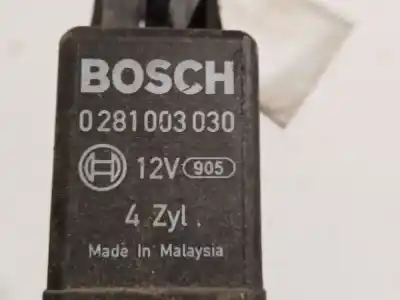 BOSCH
0 281 003 030
12V 905
4 Zyl.
Made In Malaysia